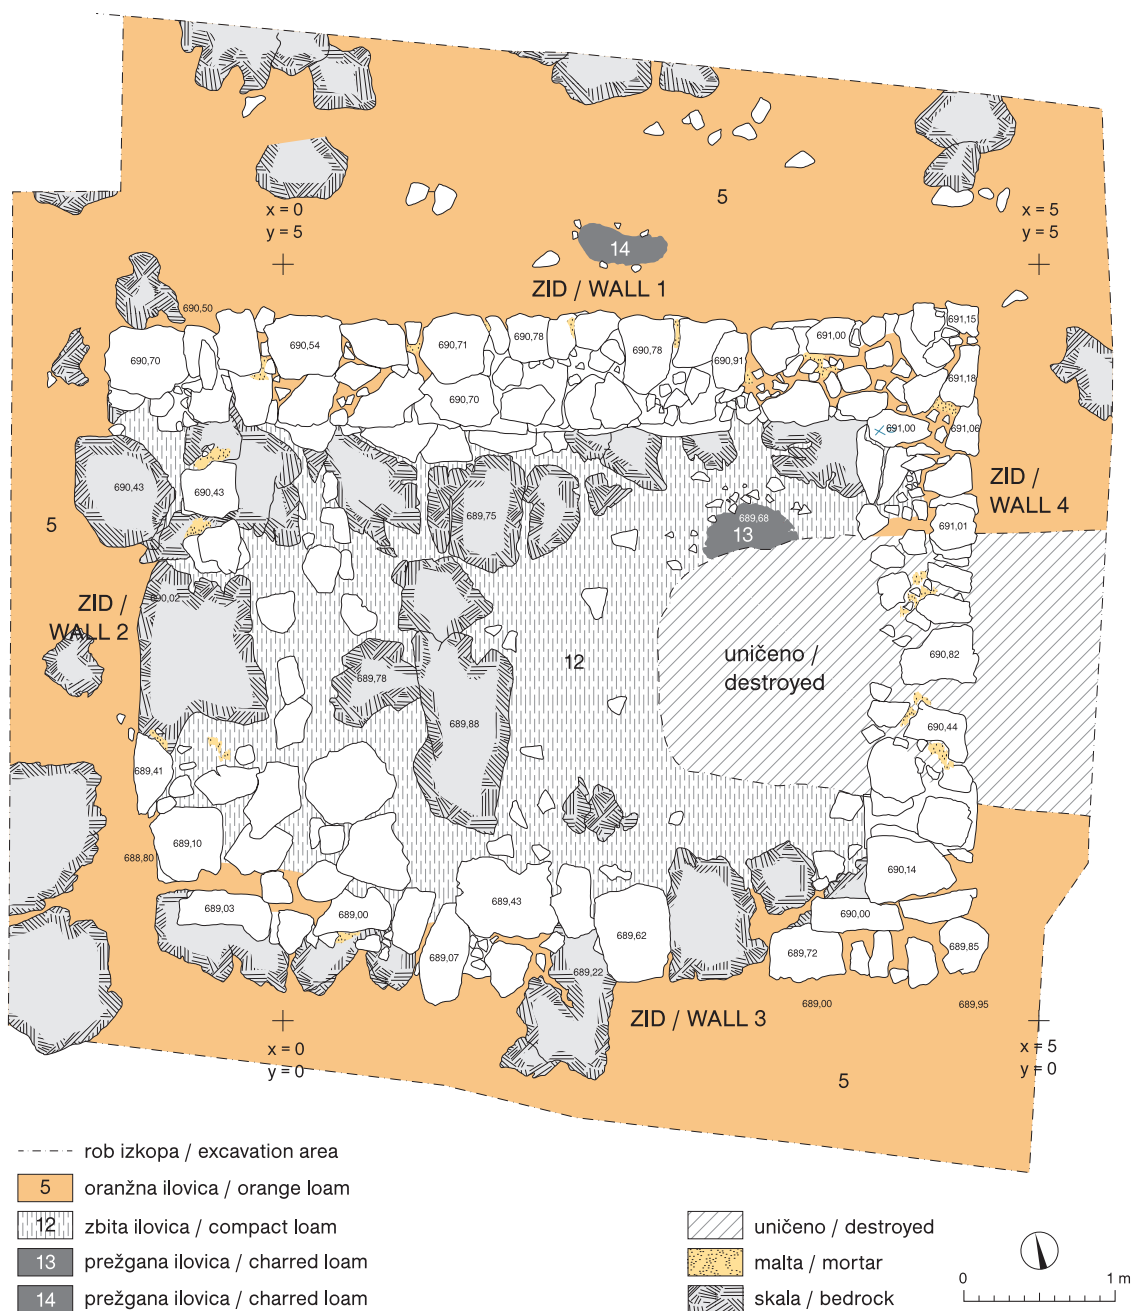 5
x = 0
y = 5
x = 5
y = 5
14
ZID / WALL 1
690,50
691,15
690,70
690,54
690,71
690,78
690,78
691,00
690,91
691,18
690,70
691,00
691,06
690,43
690,43
689,75
689,68
13
ZID /
WALL 4
691,01
5
690,02
ZID /
WALL 2
12
uničeno /
destroyed
690,82
689,78
689,88
690,44
689,41
689,10
688,80
690,14
689,03
689,00
689,43
689,62
690,00
689,07
689,22
689,72
689,85
689,00
689,95
ZID / WALL 3
x = 0
y = 0
x = 5
y = 0
5
rob izkopa / excavation area
5 oranžna ilovica / orange loam
12 zbita ilovica / compact loam
13 prežgana ilovica / charred loam
14 prežgana ilovica / charred loam
uničeno / destroyed
malta / mortar
skala / bedrock
0 1 m